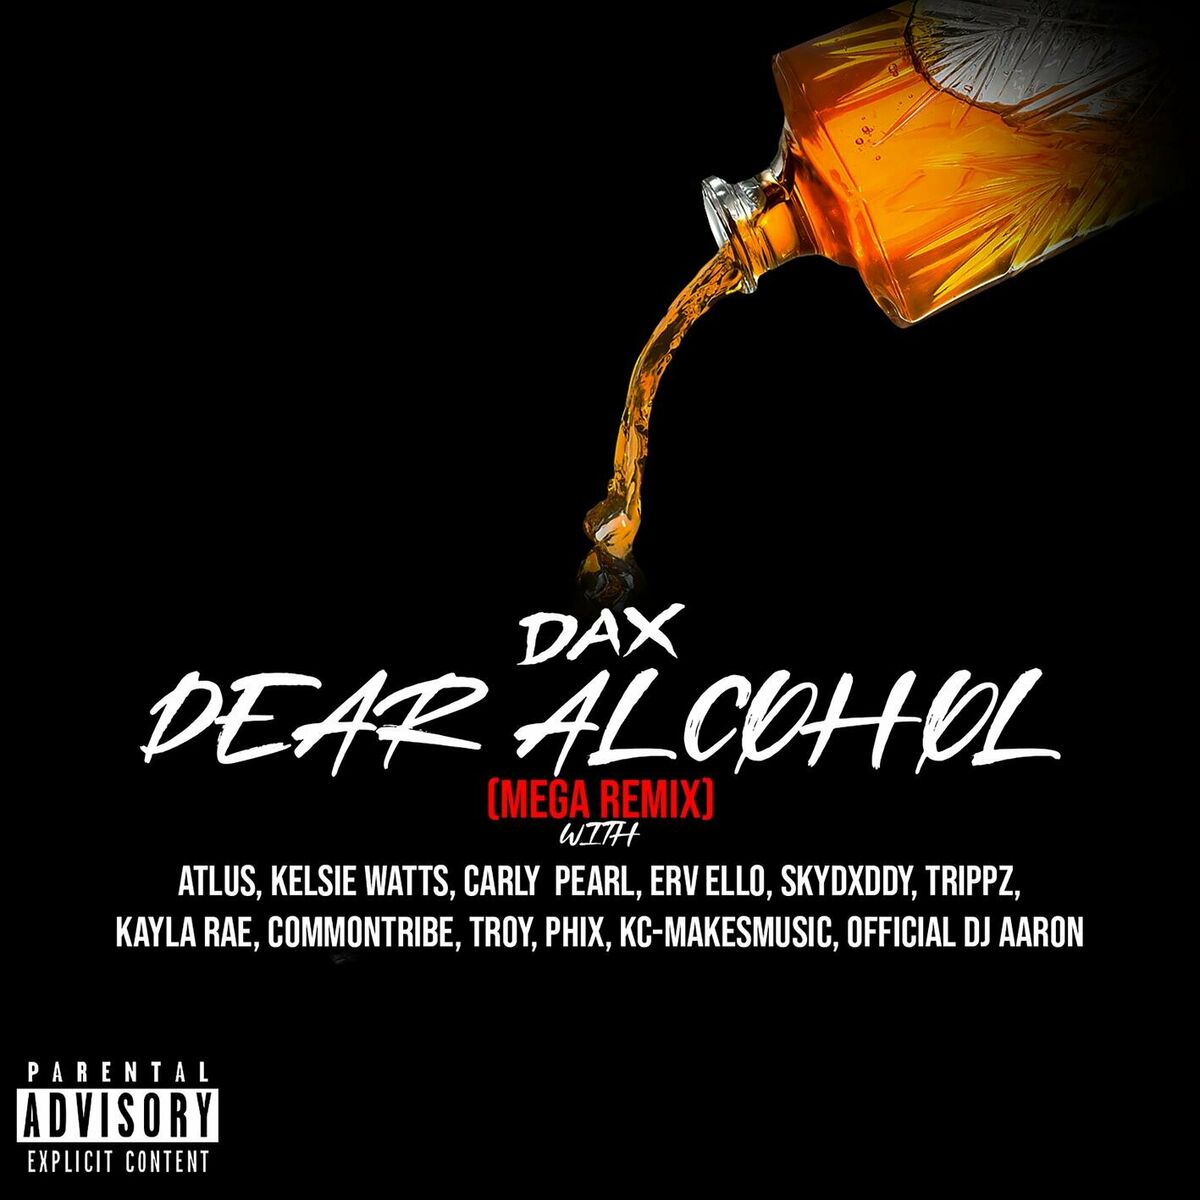 DAX
DEAR ALCOHOL
(MEGA REMIX)
WITH
ATLUS, KELSIE WATTS, CARLY PEARL, ERV ELLO, SKYDXDDY, TRIPPZ,
KAYLA RAE, COMMONTRIBE, TROY, PHIX, KC-MAKESMUSIC, OFFICIAL DJ AARON
PARENTAL
ADVISORY
EXPLICIT CONTENT